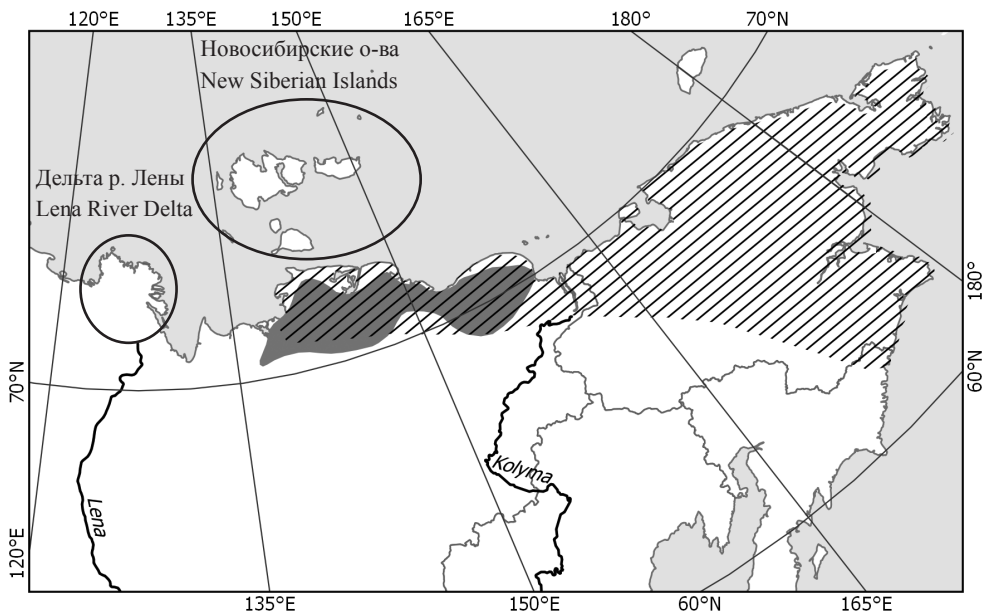 120°E 135°E 150°E 165°E 180° 70°N
Новосибирские о-ва
New Siberian Islands
Дельта р. Лены
Lena River Delta
180°
70°N
60°N
Kolyma
Lena
120°E
135°E 150°E 60°N 165°E